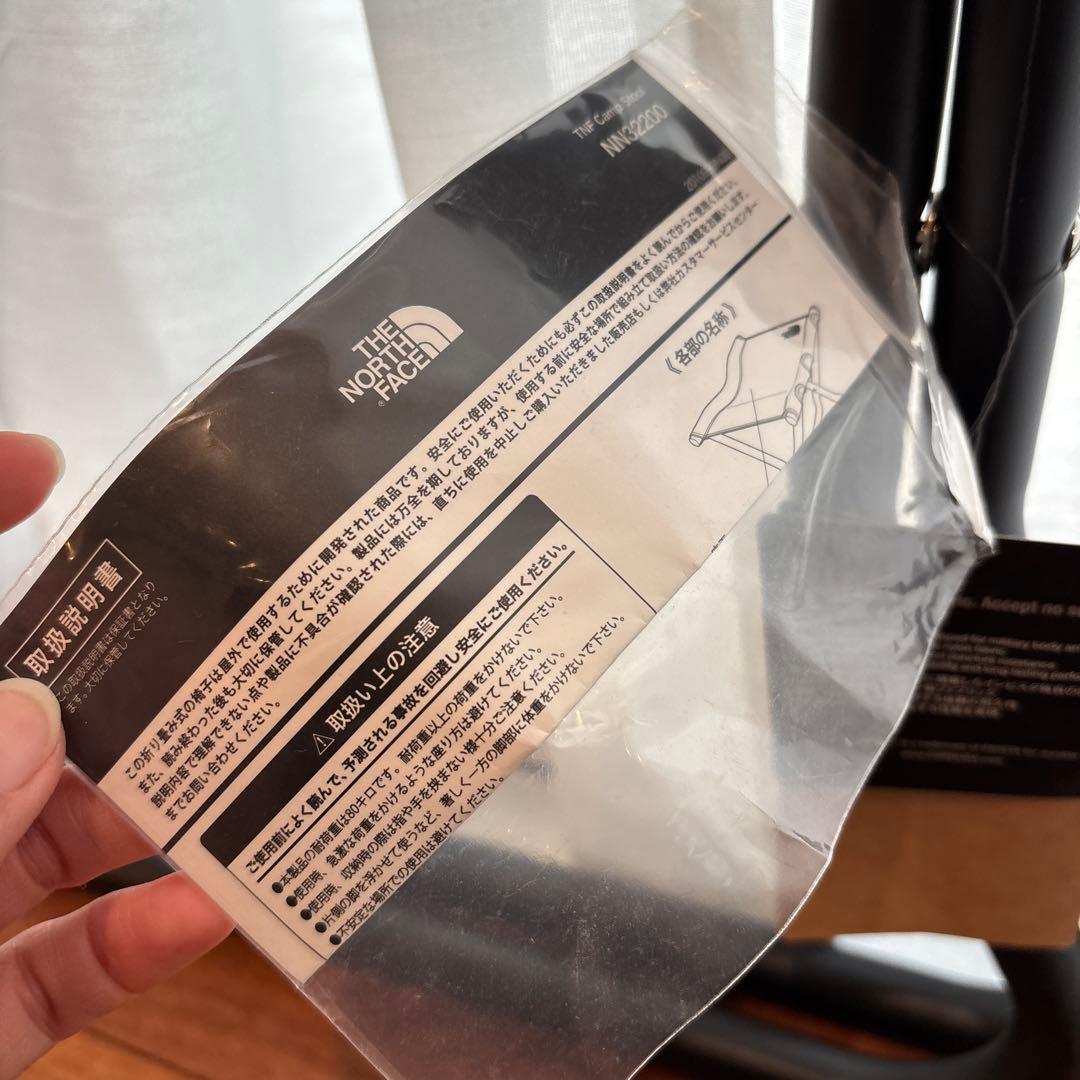 TNF Camp Stool
NN32200
THE
NORTH
FACE
®
取扱説明書
この取扱説明書は保証書となり
ます。大切に保管してください。
この折り畳み式の椅子は屋外で使用するために開発された商品です。安全にご使用いただくためにも必ずこの取扱説明書をよく読んでからご使用ください。
また、読み終わった後も大切に保管してください。製品には万全を期しておりますが、使用する前に安全な場所で組み立て取扱い方法の確認をお願いします。
説明内容で理解できない点や製品に不具合が確認された際には、直ちに使用を中止しご購入いただきました販売店もしくは弊社カスタマーサービスセンター
までお問い合わせください。
取扱い上の注意
ご使用前によく読んで、予測される事故を回避し安全にご使用ください。
●本製品の耐荷重は80キロです。耐荷重以上の荷重をかけないで下さい。
●使用時、急激な荷重をかけるような座り方は避けてください。
●使用時、収納時の際は指や手を挟まない様十分ご注意ください。
●片側の脚を浮かせて使うなど、著しく一方の脚部に体重をかけないで下さい。
●不安定な場所での使用は避けてください。
《各部の名称》
Accept no